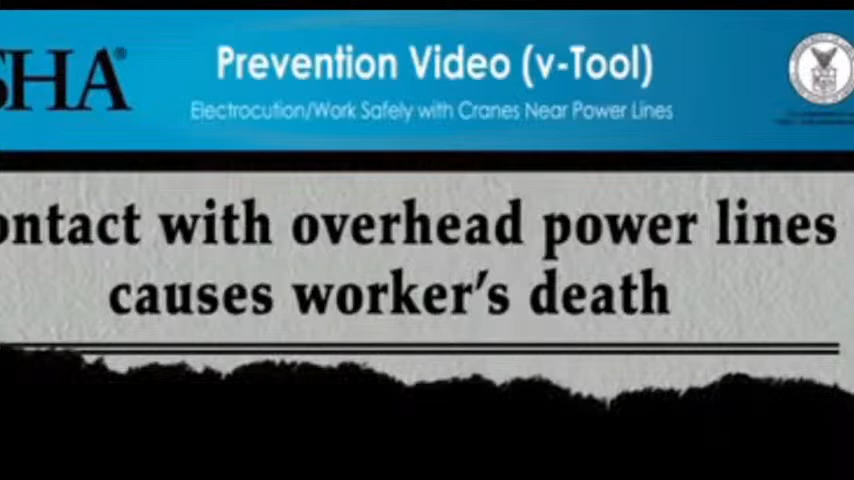 SHA®
Prevention Video (v-Tool)
Electrocution/Work Safely with Cranes Near Power Lines
ontact with overhead power lines
causes worker's death